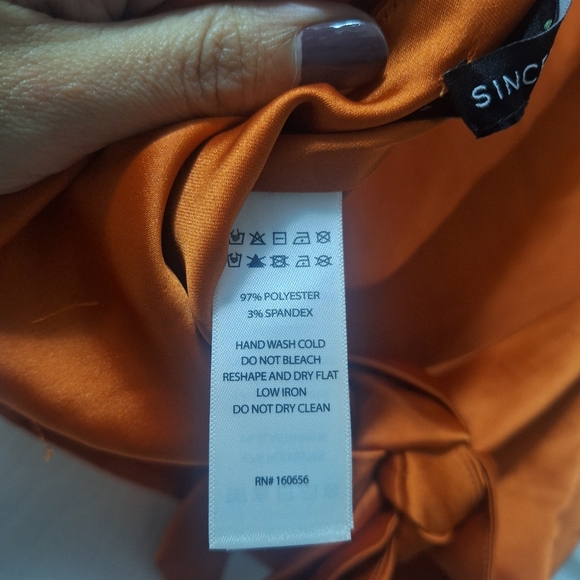 SINC
97% POLYESTER
3% SPANDEX
HAND WASH COLD
DO NOT BLEACH
RESHAPE AND DRY FLAT
LOW IRON
DO NOT DRY CLEAN
RN# 160656